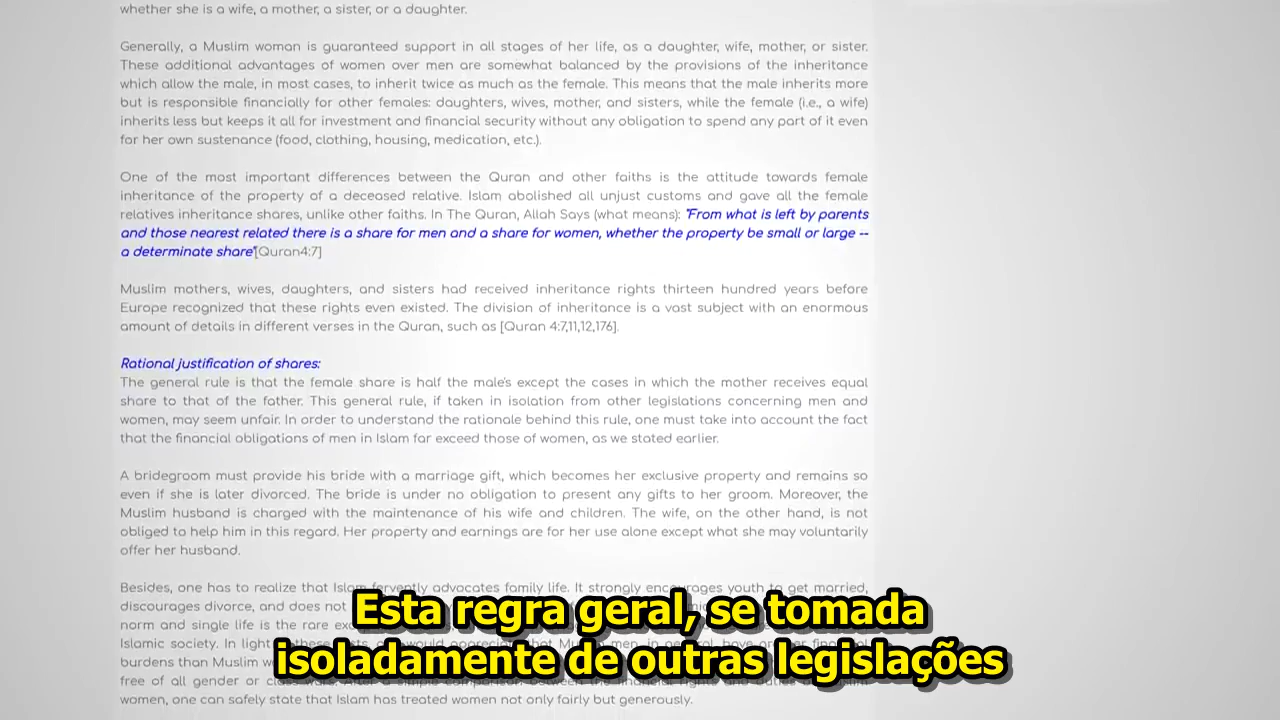 whether she is a wife, a mother, a sister, or a daughter.
Generally, a Muslim woman is guaranteed support in all stages of her life, as a daughter, wife, mother, or sister.
These additional advantages of women over men are somewhat balanced by the provisions of the inheritance
which allow the male, in most cases, to inherit twice as much as the female. This means that the male inherits more
but is responsible financially for other females: daughters, wives, mother, and sisters, while the female (i.e., a wife)
inherits less but keeps it all for investment and financial security without any obligation to spend any part of it even
for her own sustenance (food, clothing, housing, medication, etc.).
One of the most important differences between the Quran and other faiths is the attitude towards female
inheritance of the property of a deceased relative. Islam abolished all unjust customs and gave all the female
relatives inheritance shares, unlike other faiths. In The Quran, Allah Says (what means): "From what is left by parents
and those nearest related there is a share for men and a share for women, whether the property be small or large --
a determinate share"[Quran4:7]
Muslim mothers, wives, daughters, and sisters had received inheritance rights thirteen hundred years before
Europe recognized that these rights even existed. The division of inheritance is a vast subject with an enormous
amount of details in different verses in the Quran, such as [Quran 4:7,11,12,176].
Rational justification of shares:
The general rule is that the female share is half the male's except the cases in which the mother receives equal
share to that of the father. This general rule, if taken in isolation from other legislations concerning men and
women, may seem unfair. In order to understand the rationale behind this rule, one must take into account the fact
that the financial obligations of men in Islam far exceed those of women, as we stated earlier.
A bridegroom must provide his bride with a marriage gift, which becomes her exclusive property and remains so
even if she is later divorced. The bride is under no obligation to present any gifts to her groom. Moreover, the
Muslim husband is charged with the maintenance of his wife and children. The wife, on the other hand, is not
obliged to help him in this regard. Her property and earnings are for her use alone except what she may voluntarily
offer her husband.
Besides, one has to realize that Islam fervently advocates family life. It strongly encourages youth to get married,
discourages divorce, and does not
norm and single life is the rare
Islamic society. In light
burdens than Muslim
free of all gender or
women, one can safely state that Islam has treated women not only fairly but generously.
Esta regra geral, se tomada
isoladamente de outras legislações